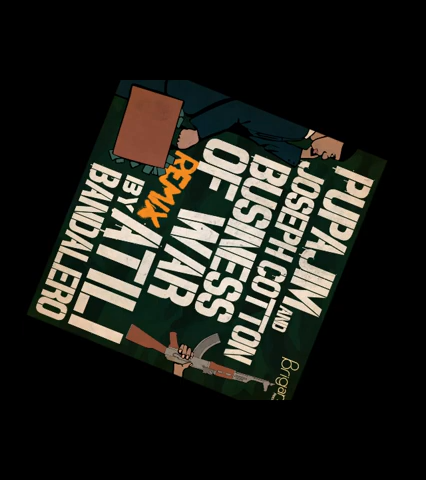 PUPAJIM
AND
JOSEPH COTTON
BUSINESS
OF WAR
REMIX
BY ATILI
BANDALERO